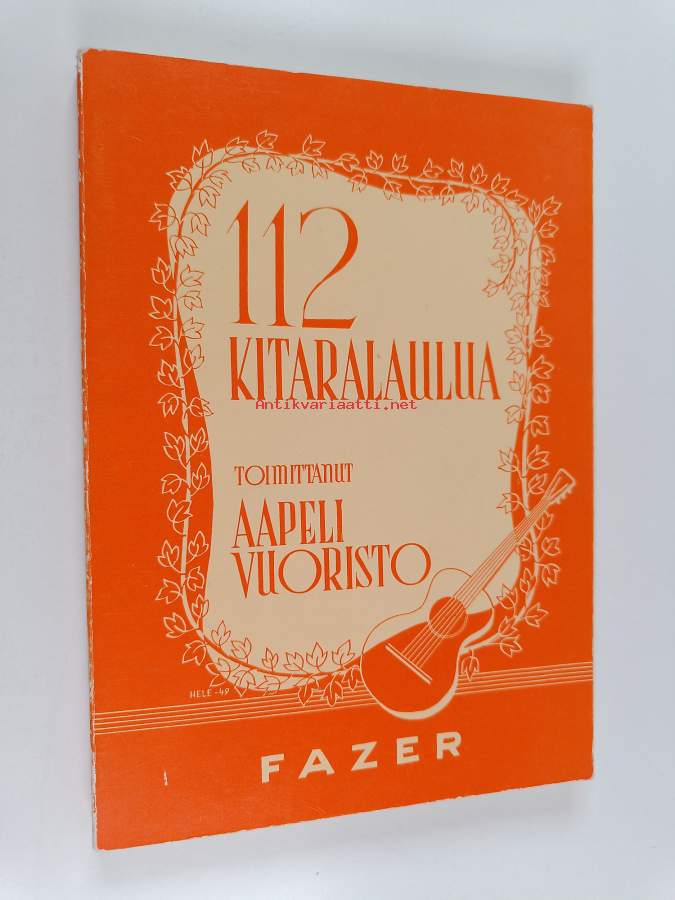 112
KITARALAULUA
Antikvariaatti.net
TOIMITTANUT
AAPELI
VUORISTO
HELE -49
FAZER